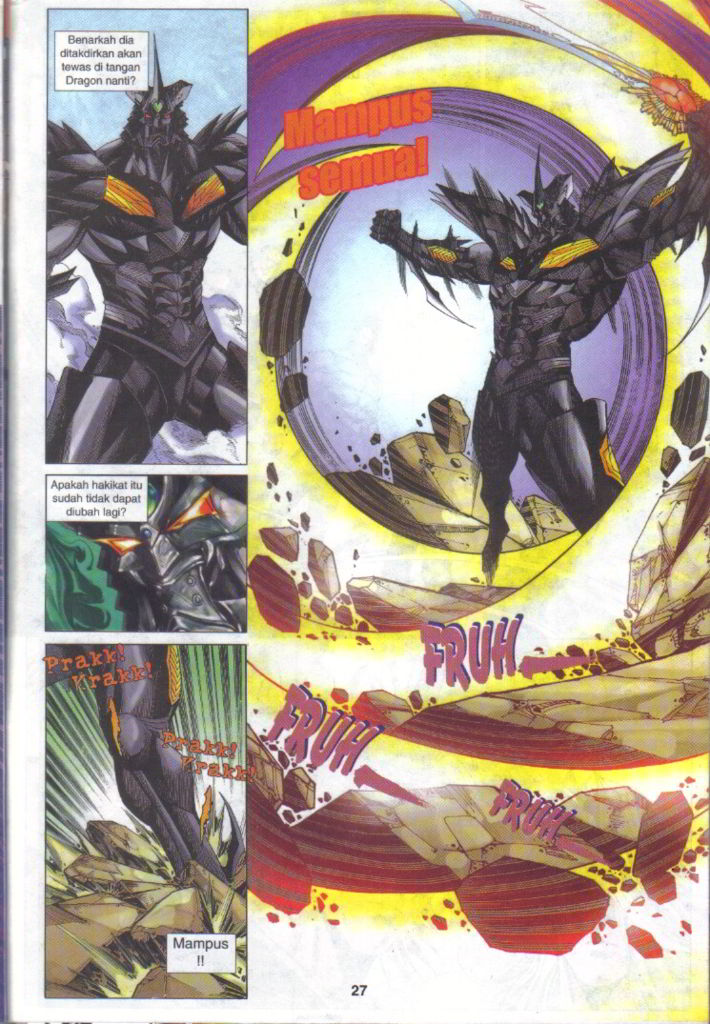 Benarkah dia
ditakdirkan akan
tewas di tangan
Dragon nanti?
Mampus
semua!
Apakah hakikat itu
sudah tidak dapat
diubah lagi?
Prakk!
Krakk!
Prakk!
Krakk!
Mampus
!!
FRUH
FRUH
FRUH
27